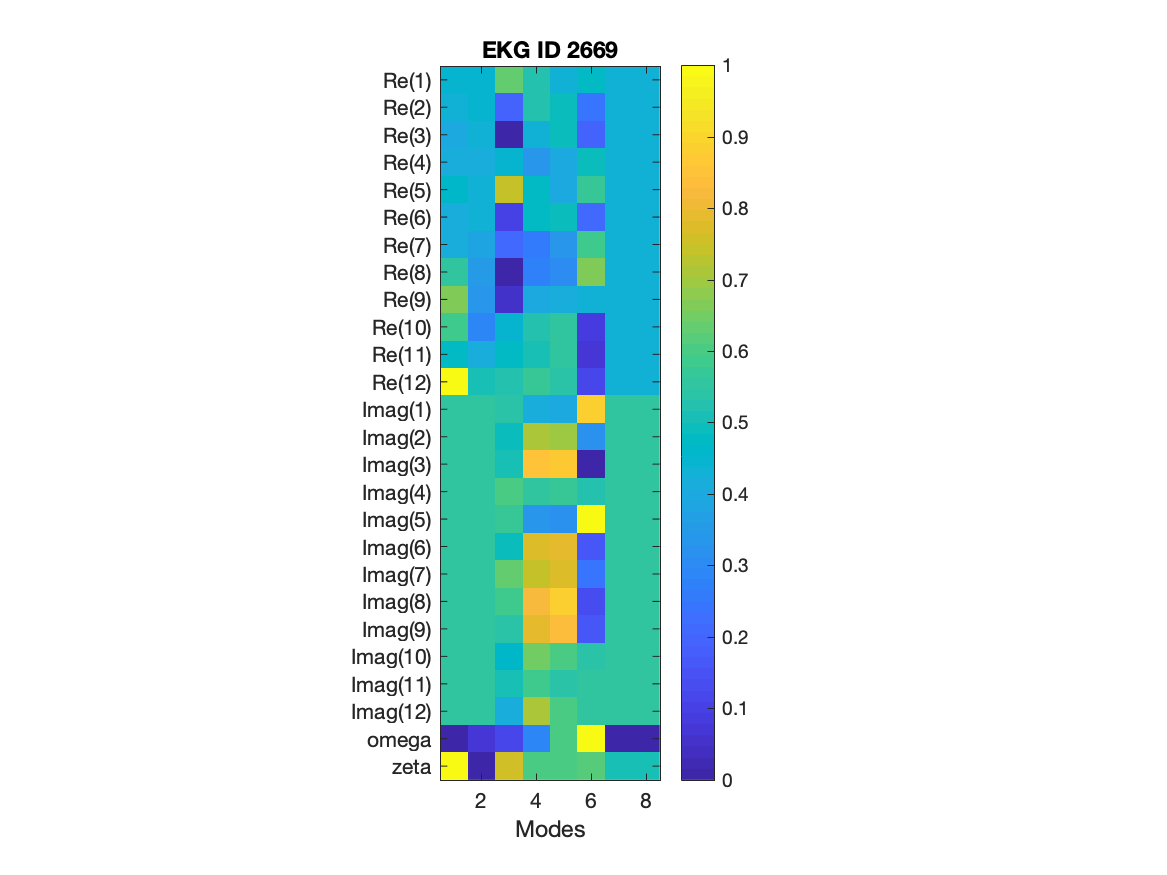 EKG ID 2669
Re(1)
Re(2)
Re(3)
Re(4)
Re(5)
Re(6)
Re(7)
Re(8)
Re(9)
Re(10)
Re(11)
Re(12)
Imag(1)
Imag(2)
Imag(3)
Imag(4)
Imag(5)
Imag(6)
Imag(7)
Imag(8)
Imag(9)
Imag(10)
Imag(11)
Imag(12)
omega
zeta
2 4 6 8
Modes
1
0.9
0.8
0.7
0.6
0.5
0.4
0.3
0.2
0.1
0